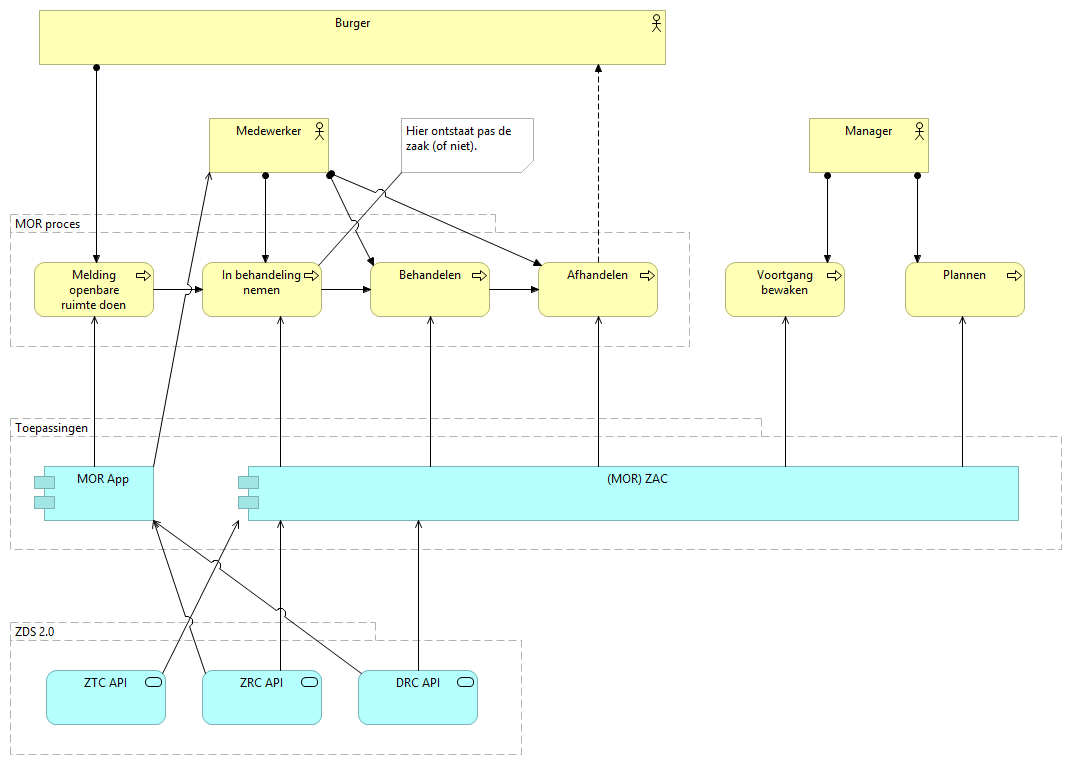 Burger
Medewerker
Hier ontstaat pas de
zaak (of niet).
Manager
MOR proces
Melding
openbare
ruimte doen
In behandeling
nemen
Behandelen
Afhandelen
Voortgang
bewaken
Plannen
Toepassingen
MOR App
(MOR) ZAC
ZDS 2.0
ZTC API
ZRC API
DRC API